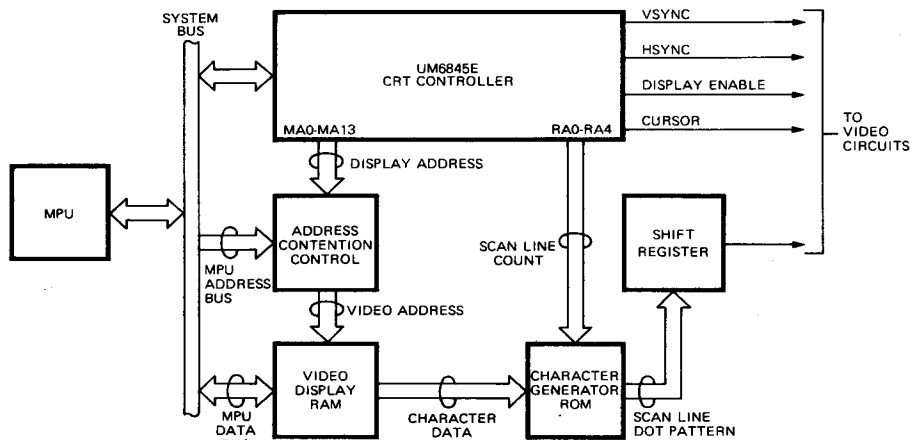 SYSTEM
BUS
UM6845E
CRT CONTROLLER
MA0-MA13
RA0-RA4
VSYNC
HSYNC
DISPLAY ENABLE
CURSOR
TO
VIDEO
CIRCUITS
DISPLAY ADDRESS
MPU
ADDRESS
CONTENTION
CONTROL
SCAN LINE
COUNT
SHIFT
REGISTER
MPU
ADDRESS
BUS
VIDEO ADDRESS
VIDEO
DISPLAY
RAM
CHARACTER
GENERATOR
ROM
MPU
DATA
CHARACTER
DATA
SCAN LINE
DOT PATTERN